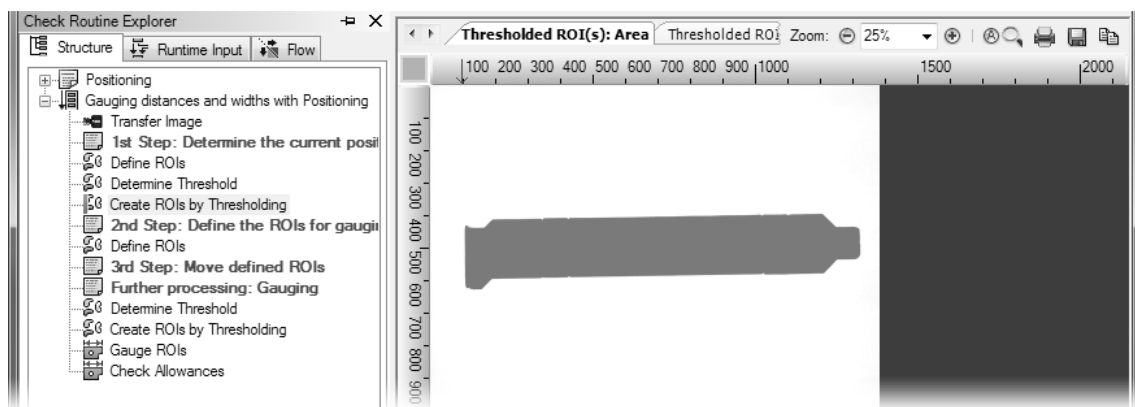 Check Routine Explorer
Structure Runtime Input Flow
Positioning
Gauging distances and widths with Positioning
Transfer Image
1st Step: Determine the current posit
Define ROIs
Determine Threshold
Create ROIs by Thresholding
2nd Step: Define the ROIs for gaugin
Define ROIs
3rd Step: Move defined ROIs
Further processing: Gauging
Determine Threshold
Create ROIs by Thresholding
Gauge ROIs
Check Allowances
Thresholded ROI(s): Area Thresholded ROI Zoom: 25%
100 200 300 400 500 600 700 800 900 1000 1500 2000
100
200
300
400
500
600
700
800
900